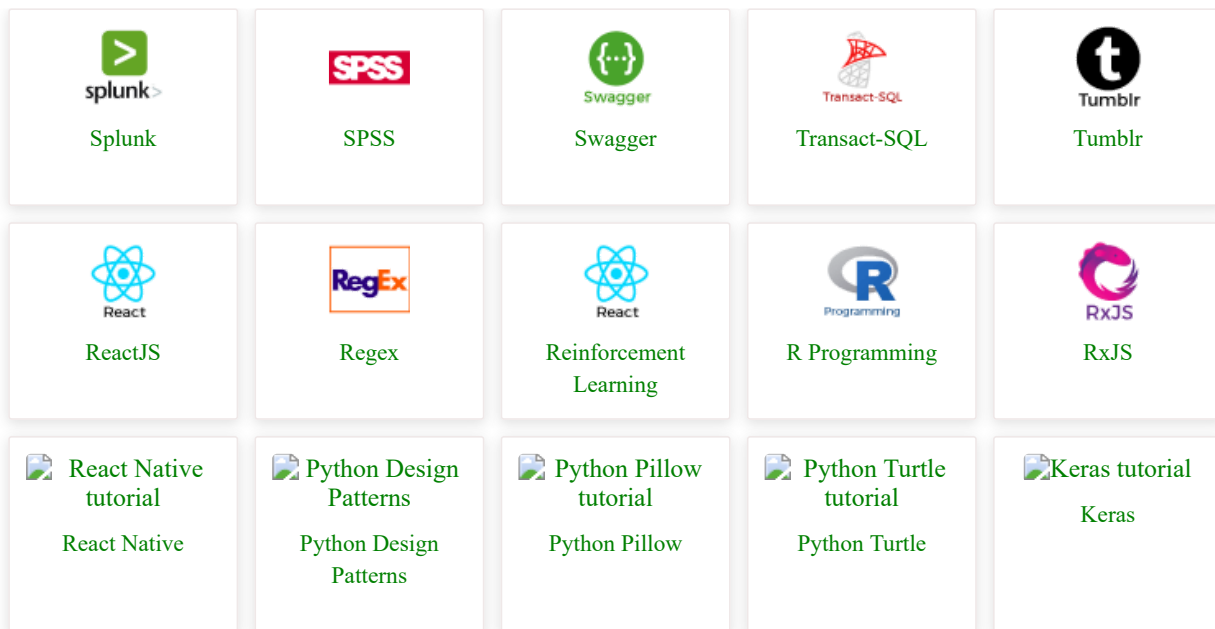 splunk>
Splunk
SPSS
SPSS
{···}
Swagger
Swagger
Transact-SQL
Transact-SQL
t
Tumblr
Tumblr
React
ReactJS
RegEx
Regex
React
Reinforcement
Learning
R
Programming
R Programming
RxJS
RxJS
React Native
tutorial
React Native
Python Design
Patterns
Python Design
Patterns
Python Pillow
tutorial
Python Pillow
Python Turtle
tutorial
Python Turtle
Keras tutorial
Keras